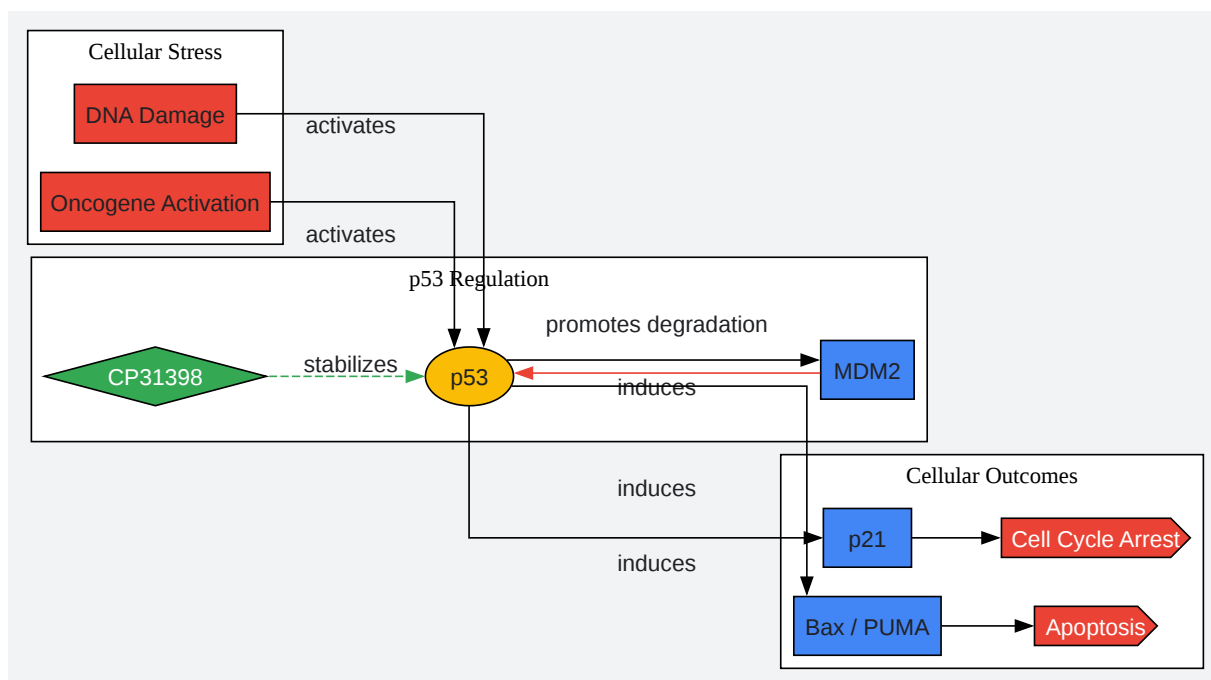 Cellular Stress
DNA Damage
activates
Oncogene Activation
activates
p53 Regulation
promotes degradation
CP31398
stabilizes
p53
MDM2
induces
Cellular Outcomes
induces
p21
Cell Cycle Arrest
induces
Bax / PUMA
Apoptosis